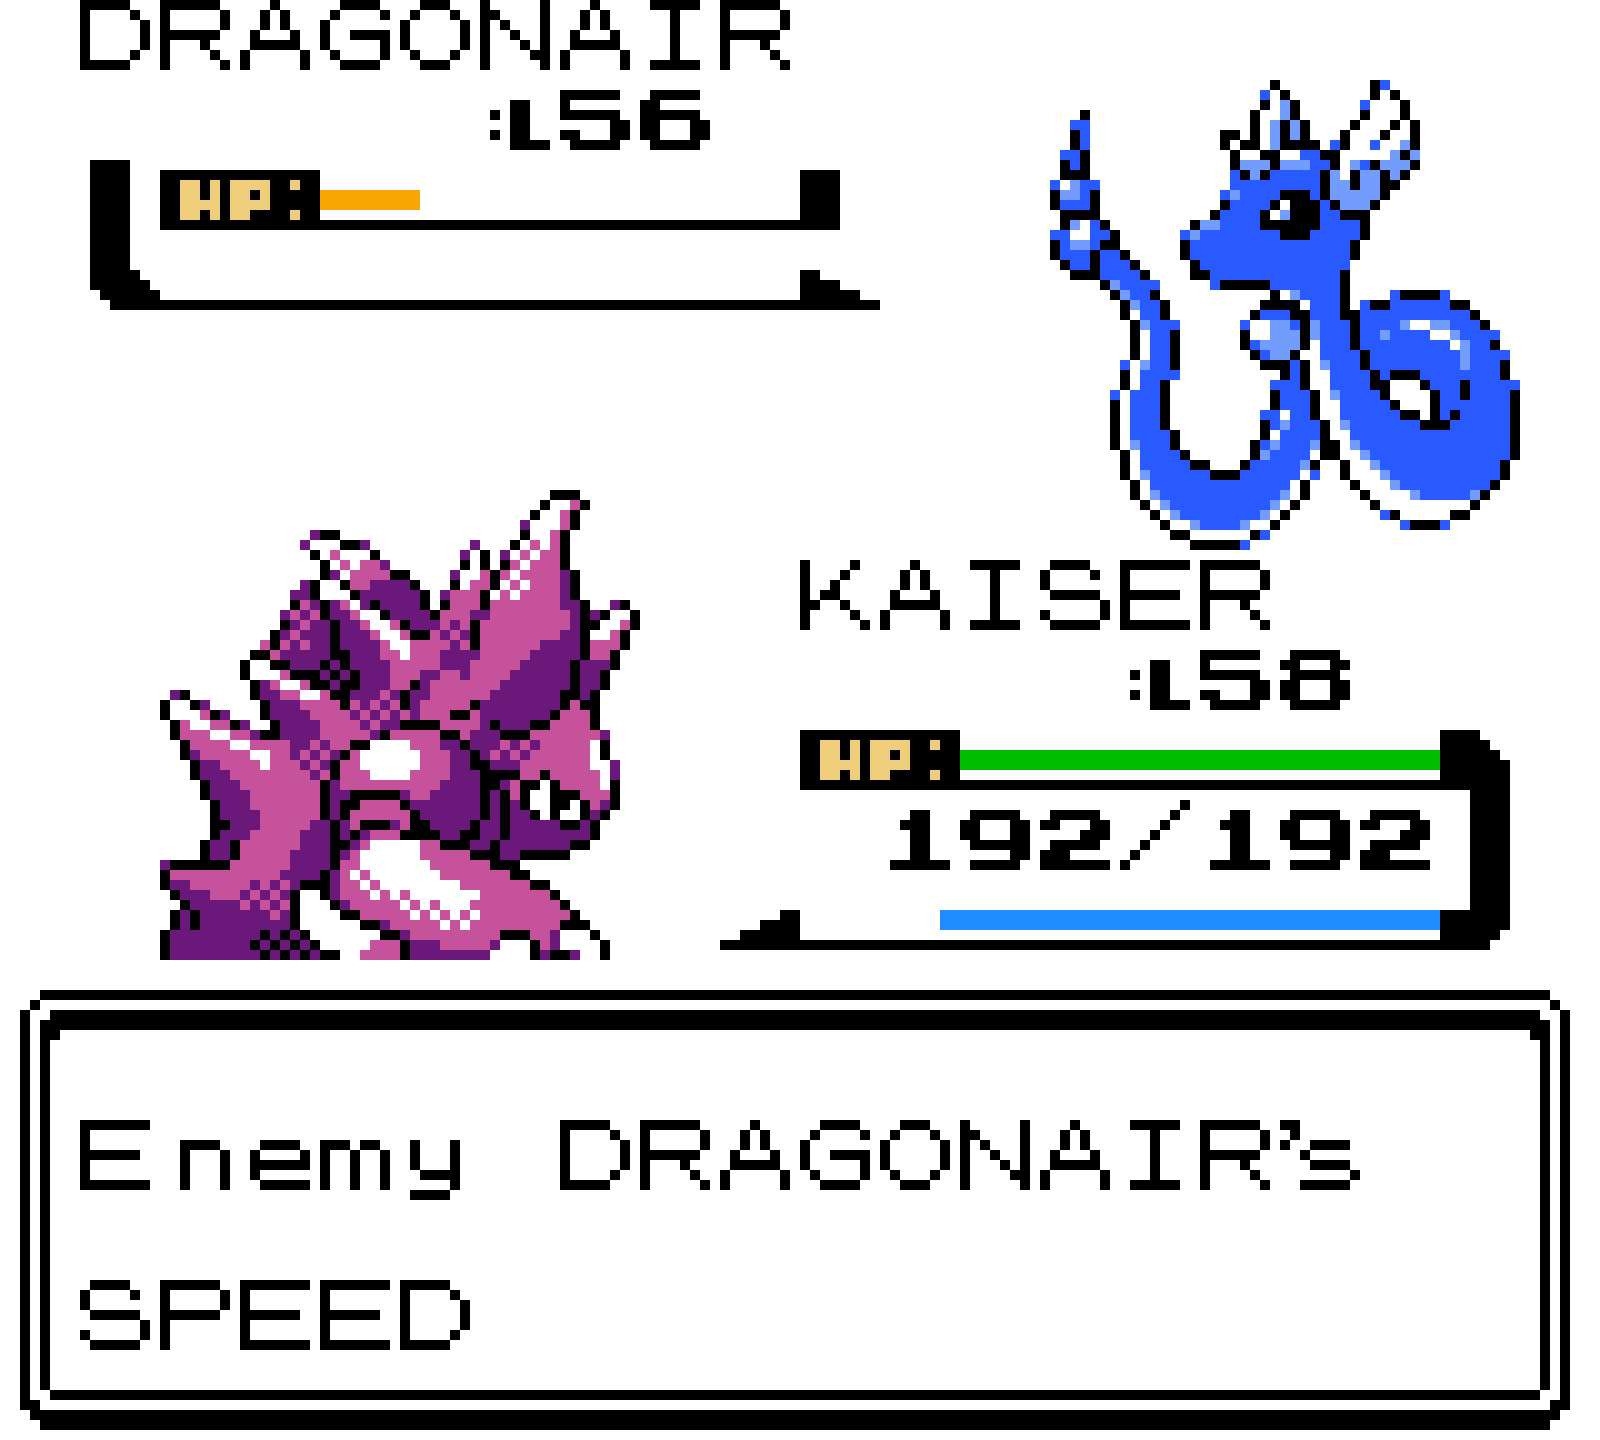 DRAGONAIR
:L56
HP:
KAISER
:L58
HP:
192/192
Enemy DRAGONAIR's
SPEED